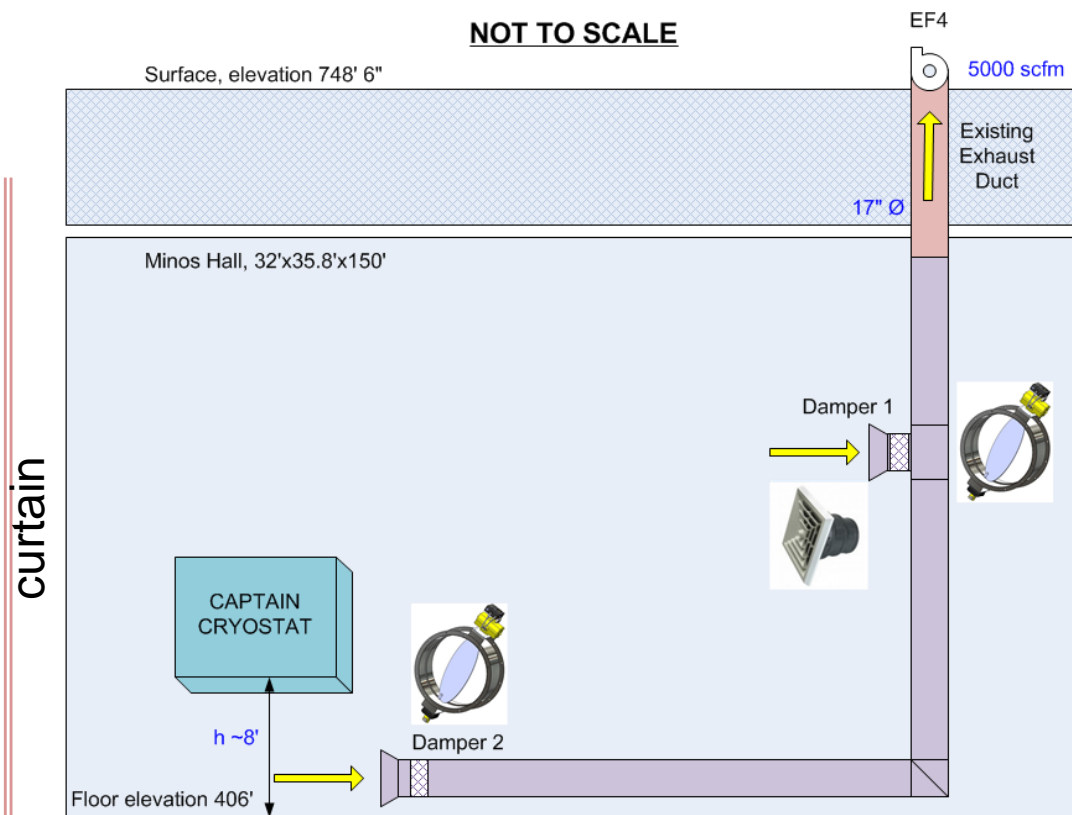 NOT TO SCALE
EF4
Surface, elevation 748' 6"
5000 scfm
Existing
Exhaust
Duct
17" Ø
Minos Hall, 32'x35.8'x150'
Damper 1
curtain
CAPTAIN
CRYOSTAT
h ~8'
Damper 2
Floor elevation 406'